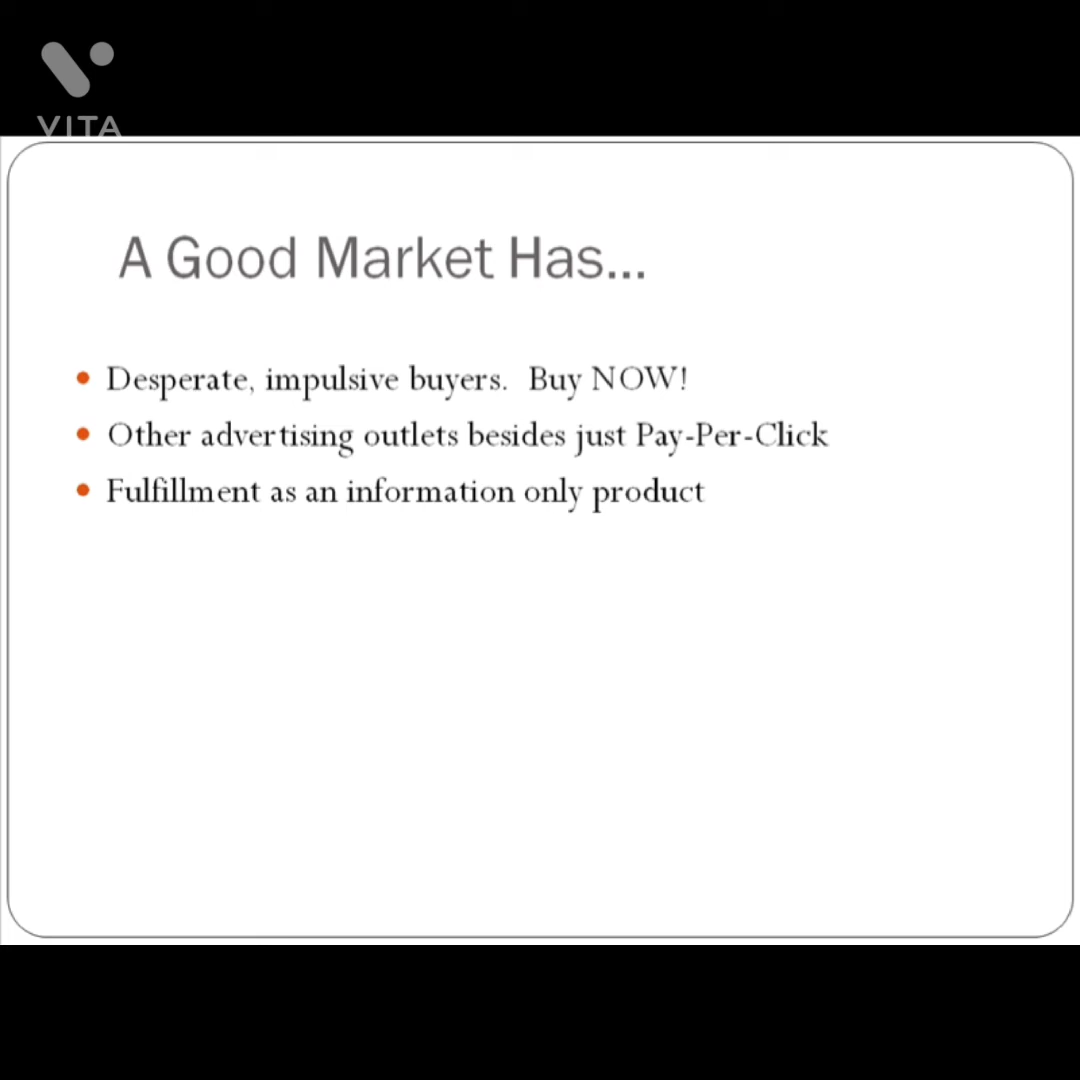 VITA
A Good Market Has...
Desperate, impulsive buyers. Buy NOW!
Other advertising outlets besides just Pay-Per-Click
Fulfillment as an information only product